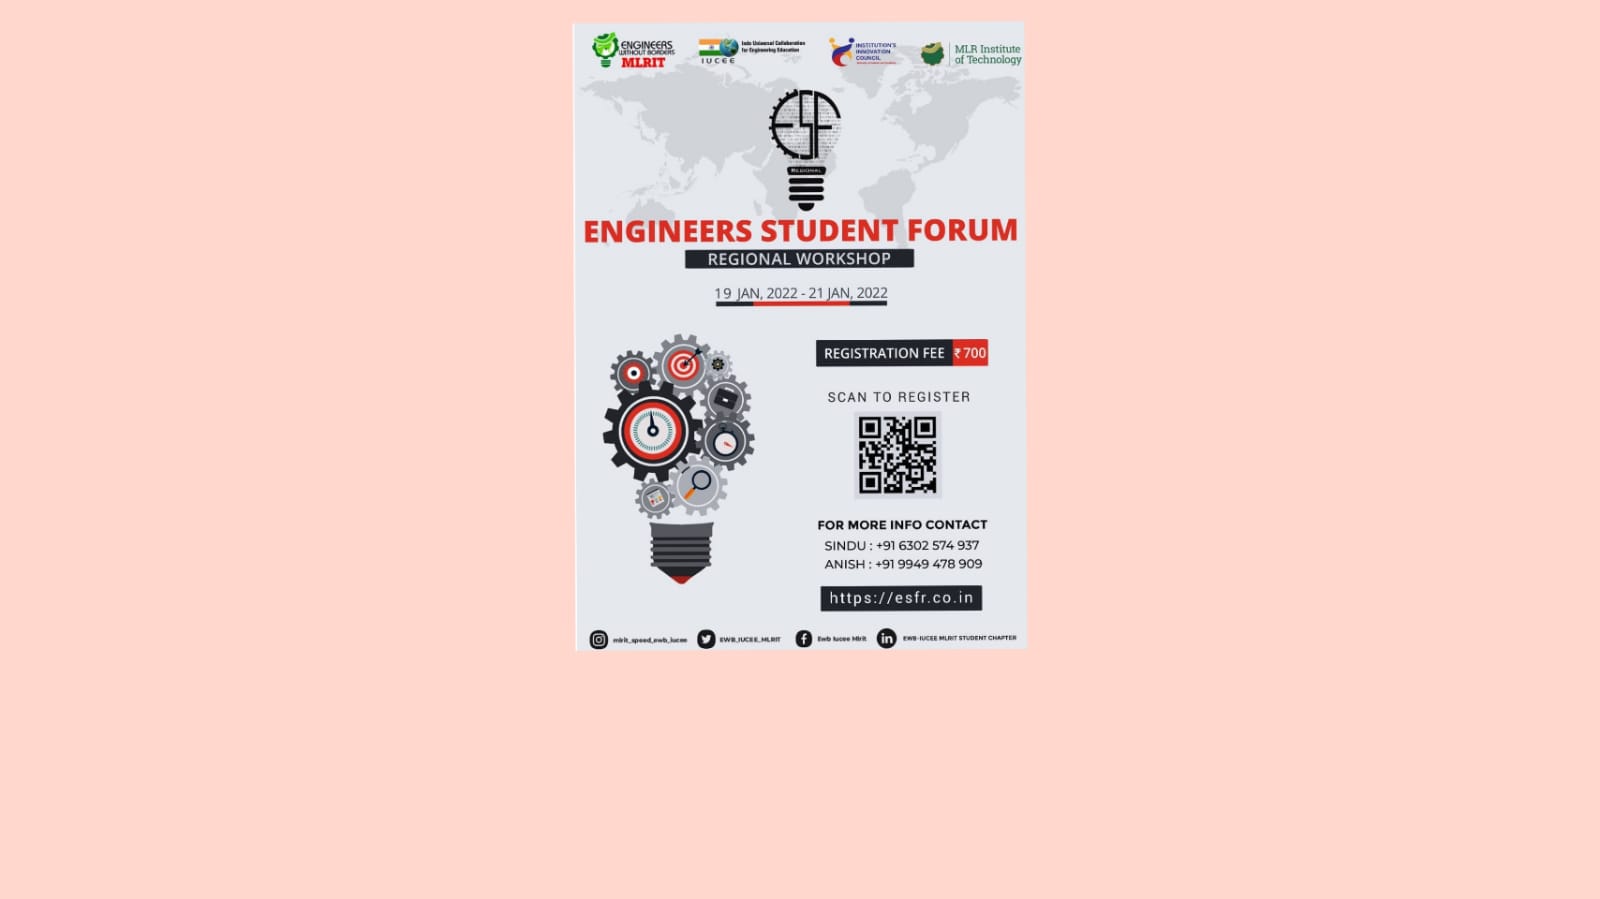 ENGINEERS
WITHOUT BORDERS
MLRIT
IUCEE
Indo Universal Collaboration
for Engineering Education
INSTITUTION'S
INNOVATION
COUNCIL
MLR Institute
of Technology
ESF
REGIONAL
ENGINEERS STUDENT FORUM
REGIONAL WORKSHOP
19 JAN, 2022 - 21 JAN, 2022
REGISTRATION FEE ₹700
SCAN TO REGISTER
FOR MORE INFO CONTACT
SINDU : +91 6302 574 937
ANISH : +91 9949 478 909
https://esfr.co.in
mlrit_speed_ewb_iucee
EWB_IUCEE_MLRIT
Ewb Iucee Mlrit
EWB-IUCEE MLRIT STUDENT CHAPTER